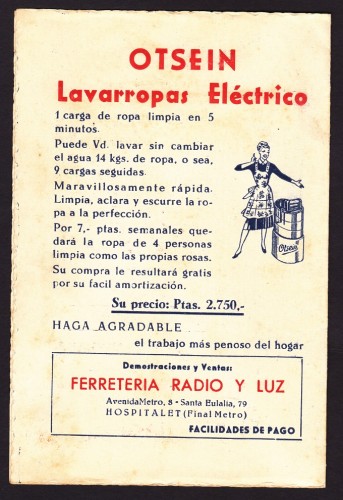 OTSEIN
Lavarropas Eléctrico
1 carga de ropa limpia en 5
minutos.
Puede Vd. lavar sin cambiar
el agua 14 kgs. de ropa, o sea,
9 cargas seguidas.
Maravillosamente rápida.
Limpia, aclara y escurre la ro-
pa a la perfección.
Por 7,- ptas. semanales que-
dará la ropa de 4 personas
limpia como las propias rosas.
Su compra le resultará gratis
por su facil amortización.
Otsein
Su precio: Ptas. 2.750,-
HAGA AGRADABLE
el trabajo más penoso del hogar
Demostraciones y Ventas:
FERRETERIA RADIO Y LUZ
Avenida Metro, 8 - Santa Eulalia, 79
HOSPITALET (Final Metro)
FACILIDADES DE PAGO